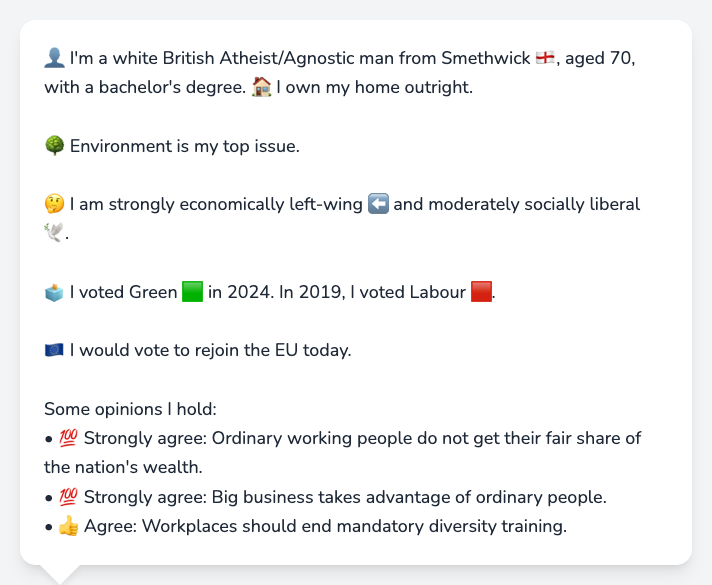 👤 I'm a white British Atheist/Agnostic man from Smethwick 🏴󠁧󠁢󠁥󠁮󠁧󠁿, aged 70,
with a bachelor's degree. 🏠 I own my home outright.
🌳 Environment is my top issue.
🤔 I am strongly economically left-wing ⬅️ and moderately socially liberal
🕊️.
🗳️ I voted Green 🟩 in 2024. In 2019, I voted Labour 🟥.
🇪🇺 I would vote to rejoin the EU today.
Some opinions I hold:
• 💯 Strongly agree: Ordinary working people do not get their fair share of
the nation's wealth.
• 💯 Strongly agree: Big business takes advantage of ordinary people.
• 👍 Agree: Workplaces should end mandatory diversity training.